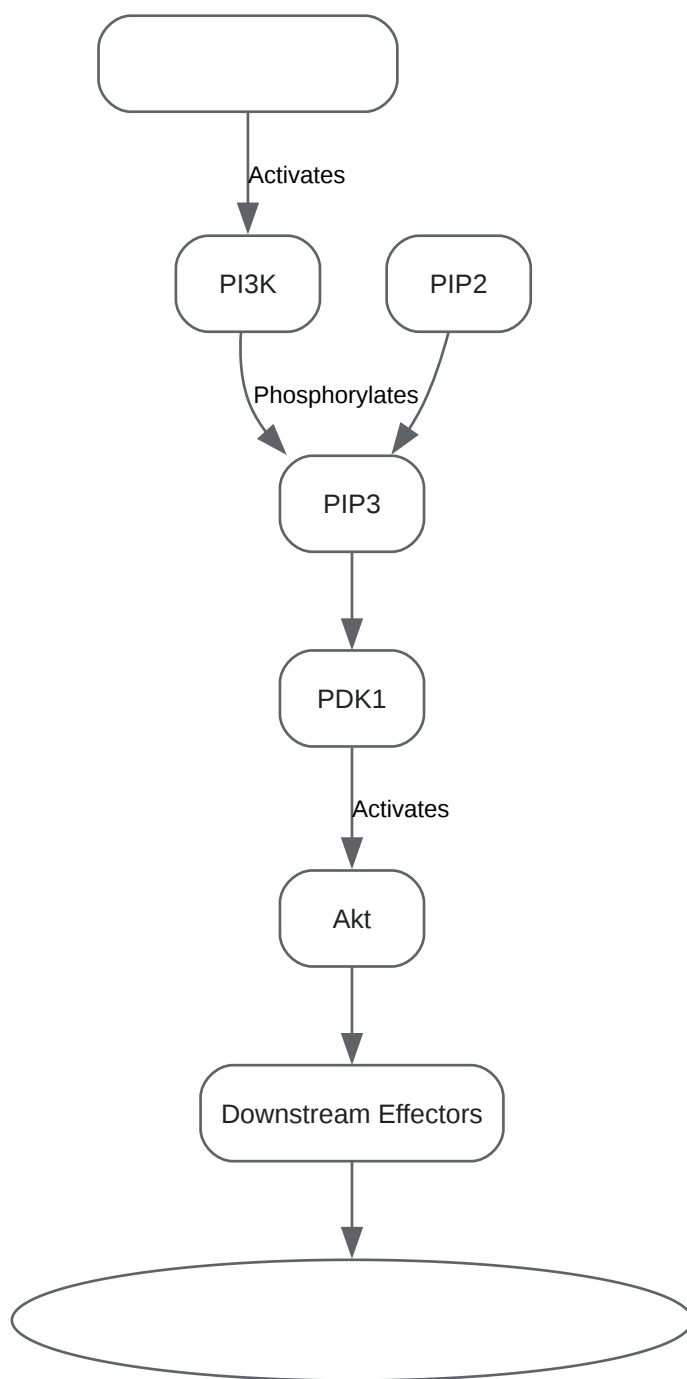 Activates
PI3K
PIP2
Phosphorylates
PIP3
PDK1
Activates
Akt
Downstream Effectors